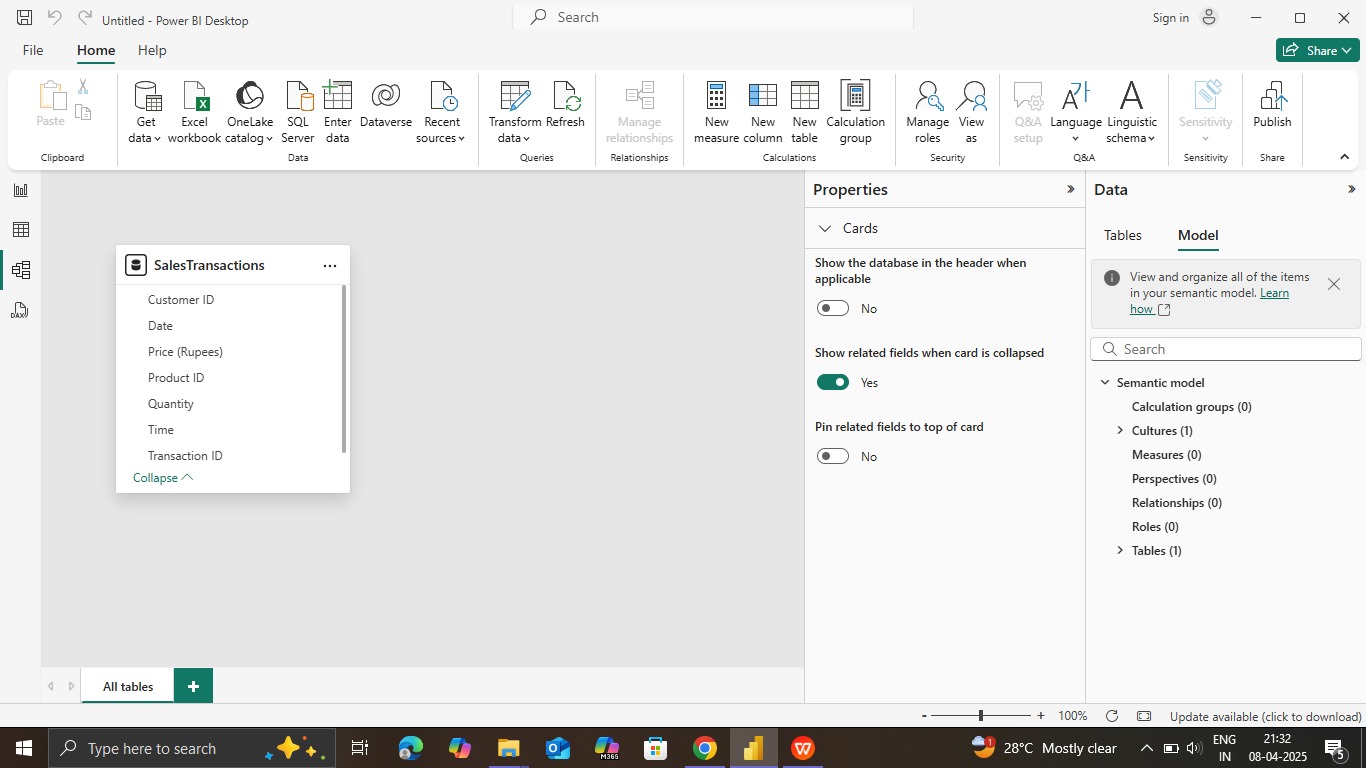 Untitled - Power BI Desktop
Search
Sign in
File
Home
Help
Share
Paste
Get data
Excel workbook
OneLake catalog
SQL Server
Enter data
Dataverse
Recent sources
Transform data
Refresh
Manage relationships
New measure
New column
New table
Calculation group
Manage roles
View as
Q&A setup
Language
Linguistic schema
Sensitivity
Publish
Clipboard
Data
Queries
Relationships
Calculations
Security
Q&A
Sensitivity
Share
DAX
SalesTransactions
...
Customer ID
Date
Price (Rupees)
Product ID
Quantity
Time
Transaction ID
Collapse
Properties
Cards
Show the database in the header when
applicable
No
Show related fields when card is collapsed
Yes
Pin related fields to top of card
No
Data
Tables
Model
View and organize all of the items
in your semantic model. Learn
how
Search
Semantic model
Calculation groups (0)
Cultures (1)
Measures (0)
Perspectives (0)
Relationships (0)
Roles (0)
Tables (1)
All tables
+
- + 100%
Update available (click to download)
Type here to search
M365
1
28°C Mostly clear
ENG
IN
21:32
08-04-2025
5